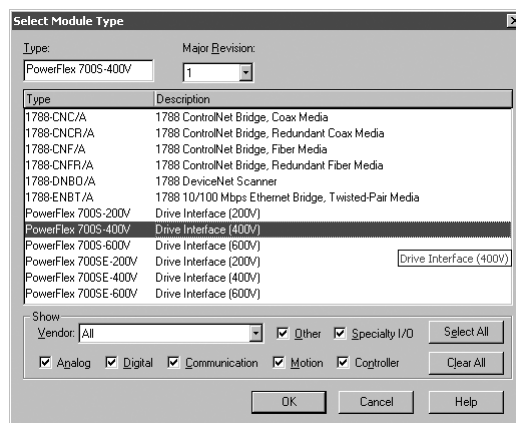 Select Module Type
Type: Major Revision:
PowerFlex 700S-400V 1
Type Description
1788-CNC/A 1788 ControlNet Bridge, Coax Media
1788-CNCR/A 1788 ControlNet Bridge, Redundant Coax Media
1788-CNF/A 1788 ControlNet Bridge, Fiber Media
1788-CNFR/A 1788 ControlNet Bridge, Redundant Fiber Media
1788-DNBO/A 1788 DeviceNet Scanner
1788-ENBT/A 1788 10/100 Mbps Ethernet Bridge, Twisted-Pair Media
PowerFlex 700S-200V Drive Interface (200V)
PowerFlex 700S-400V Drive Interface (400V)
PowerFlex 700S-600V Drive Interface (600V)
PowerFlex 700SE-200V Drive Interface (200V)
Drive Interface (400V)
PowerFlex 700SE-400V Drive Interface (400V)
PowerFlex 700SE-600V Drive Interface (600V)
Show
Vendor: All Other Specialty I/O Select All
Analog Digital Communication Motion Controller Clear All
OK Cancel Help